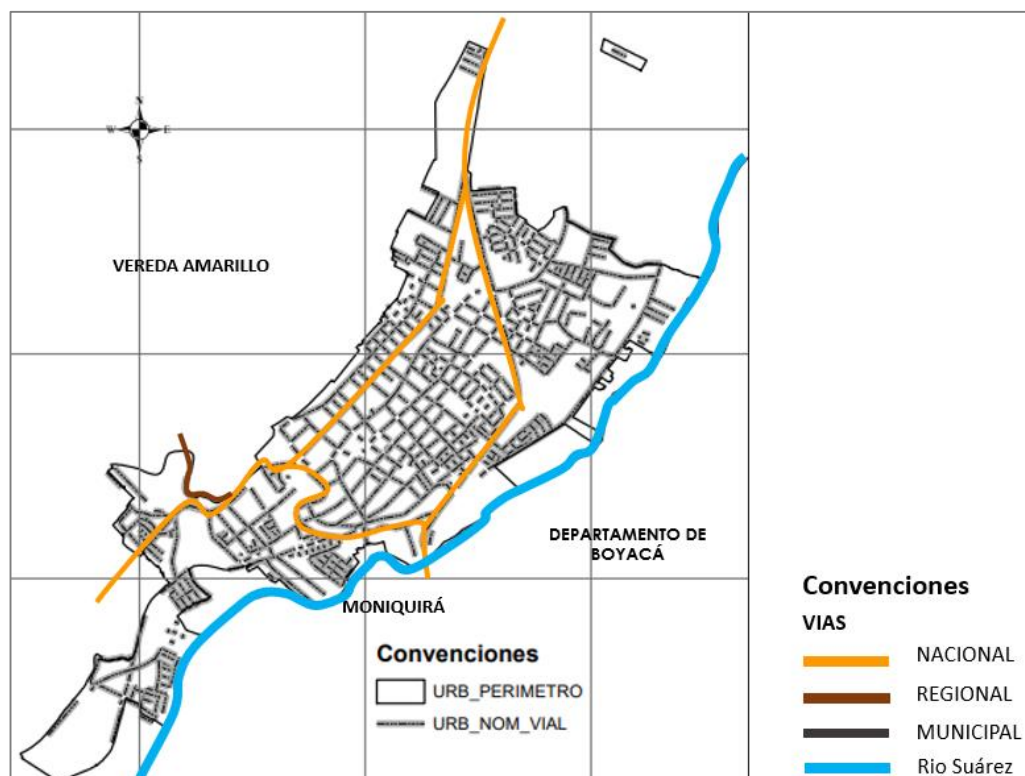 N
W
E
S
VEREDA AMARILLO
DEPARTAMENTO DE
BOYACÁ
MONIQUIRÁ
Convenciones
URB_PERIMETRO
URB_NOM_VIAL
Convenciones
VIAS
NACIONAL
REGIONAL
MUNICIPAL
Rio Suárez